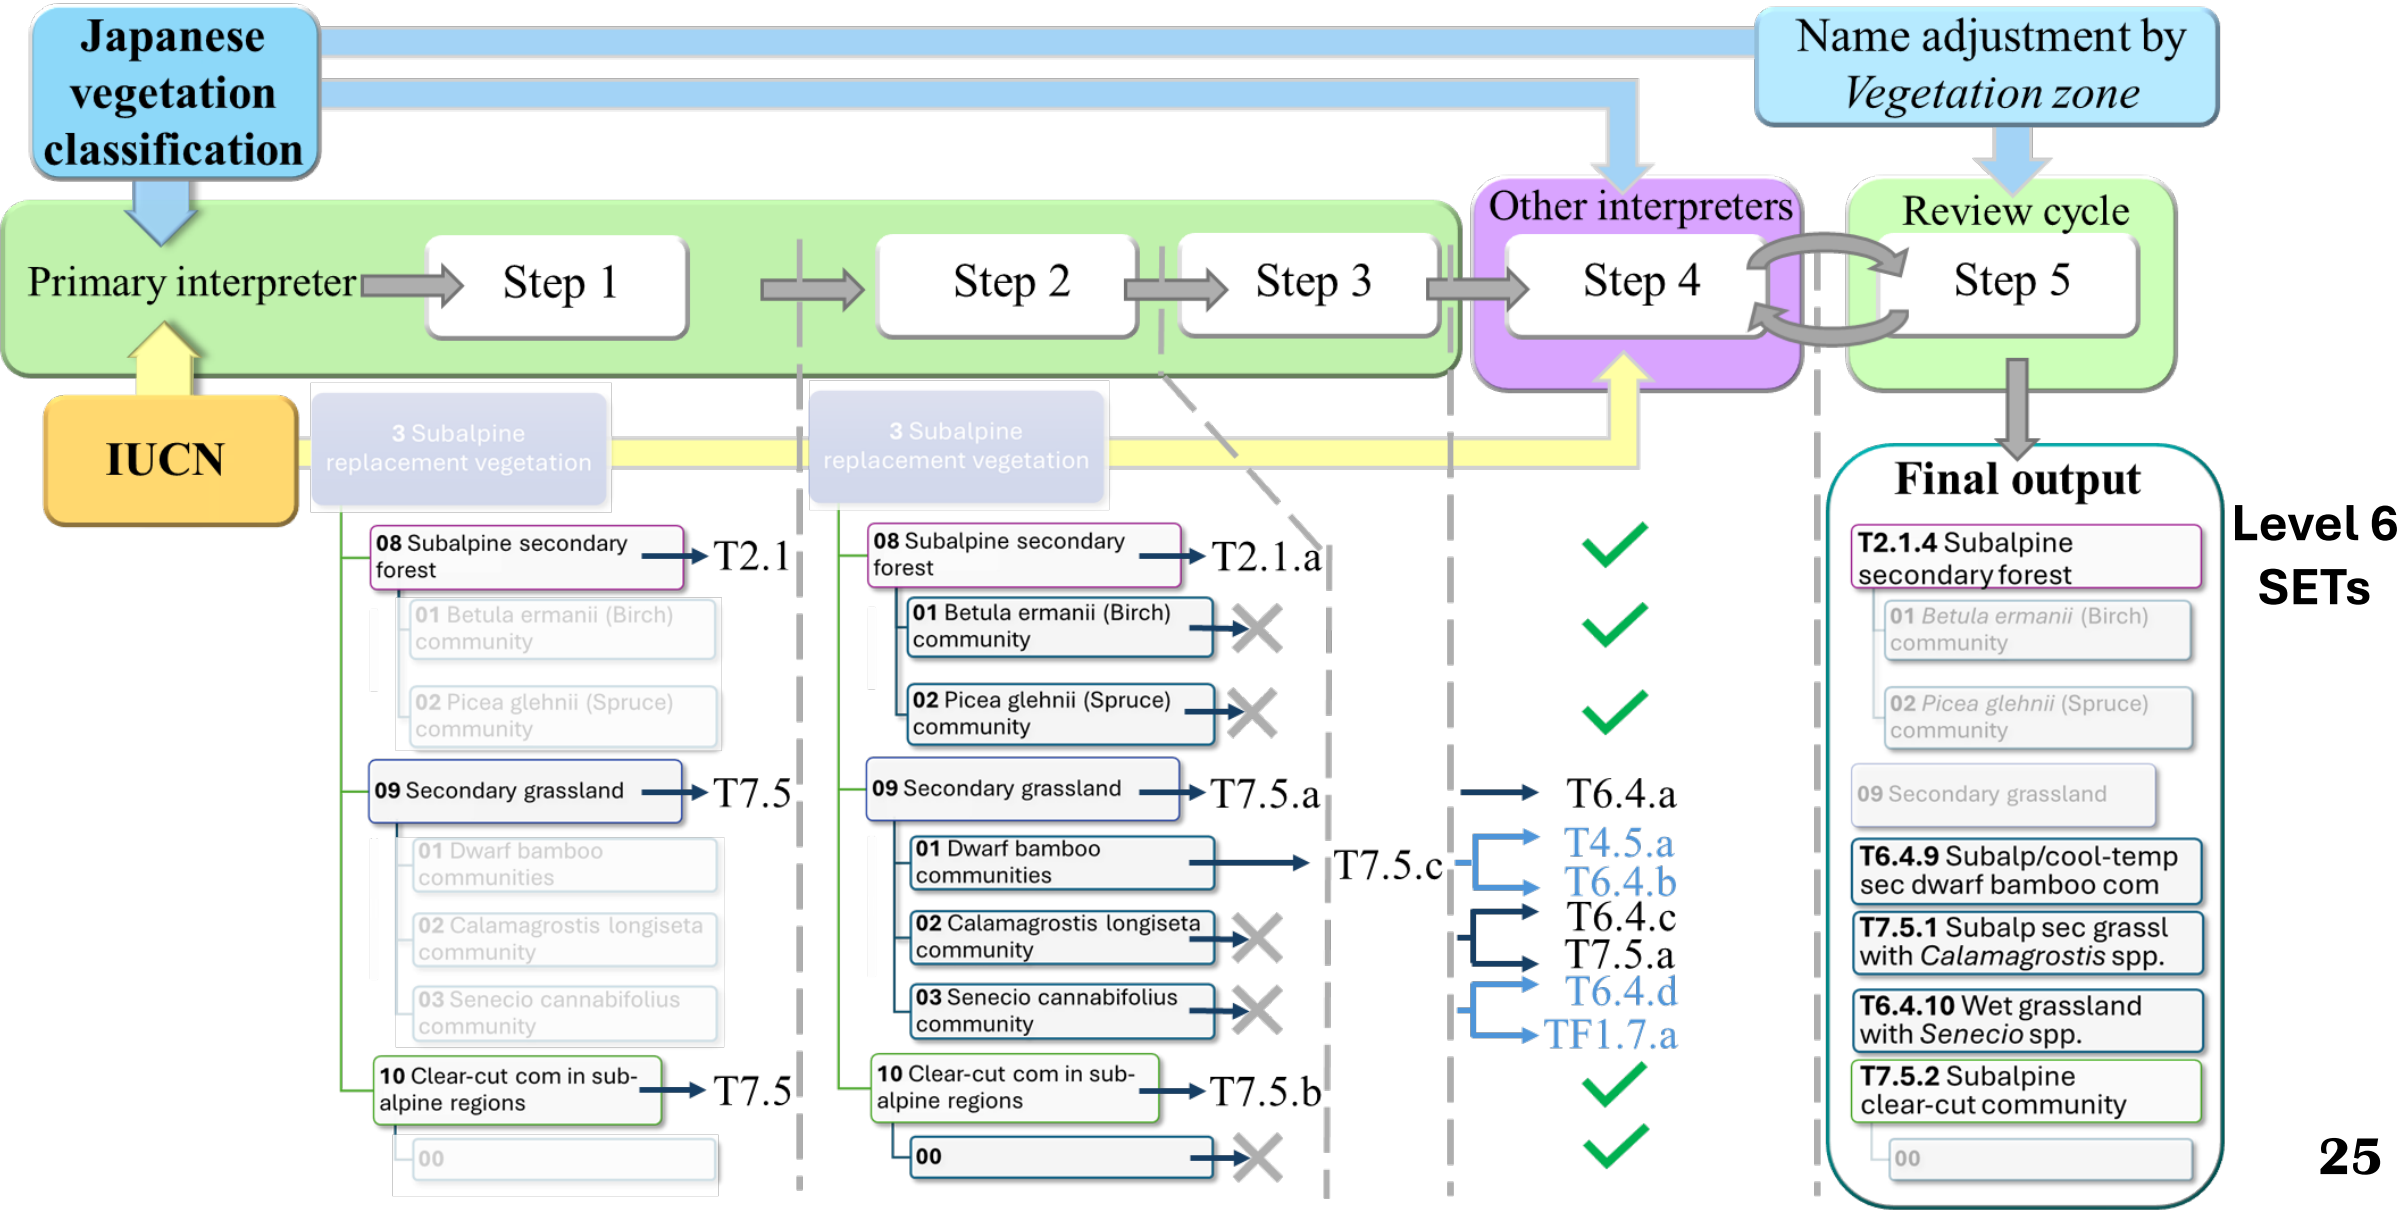 Japanese
vegetation
classification
Name adjustment by
Vegetation zone
Primary interpreter
Step 1
Step 2
Step 3
Other interpreters
Step 4
Review cycle
Step 5
IUCN
3 Subalpine
replacement vegetation
08 Subalpine secondary
forest
T2.1
01 Betula ermanii (Birch)
community
02 Picea glehnii (Spruce)
community
09 Secondary grassland
T7.5
01 Dwarf bamboo
communities
02 Calamagrostis longiseta
community
03 Senecio cannabifolius
community
10 Clear-cut com in sub-
alpine regions
T7.5
00
3 Subalpine
replacement vegetation
08 Subalpine secondary
forest
T2.1.a
01 Betula ermanii (Birch)
community
02 Picea glehnii (Spruce)
community
09 Secondary grassland
T7.5.a
01 Dwarf bamboo
communities
02 Calamagrostis longiseta
community
03 Senecio cannabifolius
community
10 Clear-cut com in sub-
alpine regions
T7.5.b
00
T7.5.c
T6.4.a
T4.5.a
T6.4.b
T6.4.c
T7.5.a
T6.4.d
TF1.7.a
Final output
T2.1.4 Subalpine
secondary forest
01 Betula ermanii (Birch)
community
02 Picea glehnii (Spruce)
community
09 Secondary grassland
T6.4.9 Subalp/cool-temp
sec dwarf bamboo com
T7.5.1 Subalp sec grassl
with Calamagrostis spp.
T6.4.10 Wet grassland
with Senecio spp.
T7.5.2 Subalpine
clear-cut community
00
Level 6
SETs
25